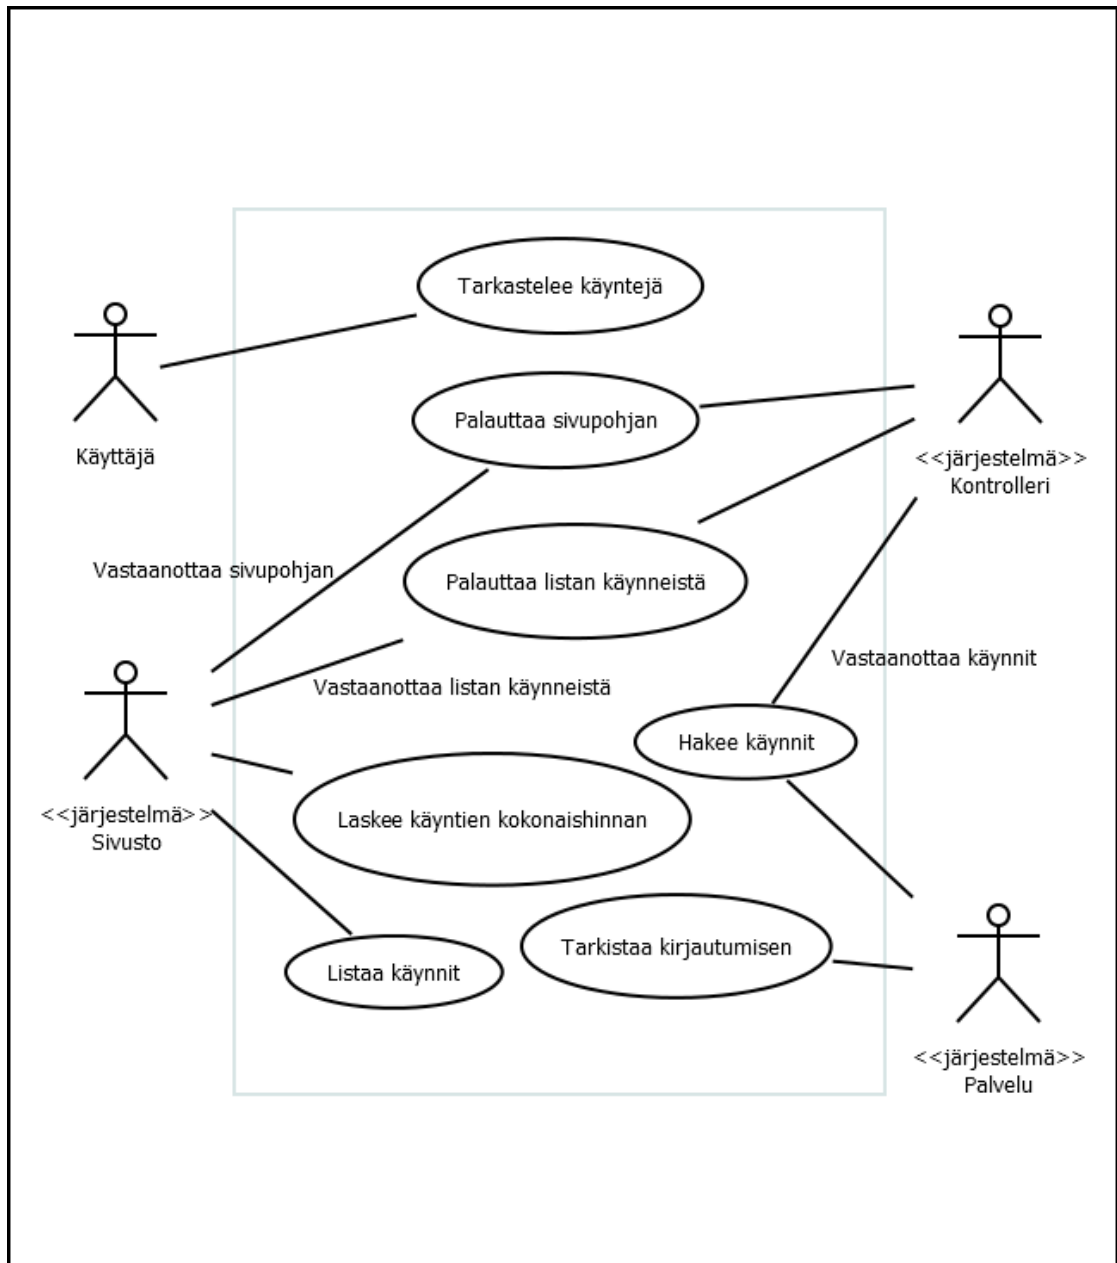 Tarkastelee käyntejä
Palauttaa sivupohjan
Käyttäjä
<<järjestelmä>>
Kontrolleri
Vastaanottaa sivupohjan
Palauttaa listan käynneistä
Vastaanottaa käynnit
Vastaanottaa listan käynneistä
Hakee käynnit
<<järjestelmä>>
Sivusto
Laskee käyntien kokonaishinnan
Tarkistaa kirjautumisen
Listaa käynnit
<<järjestelmä>>
Palvelu